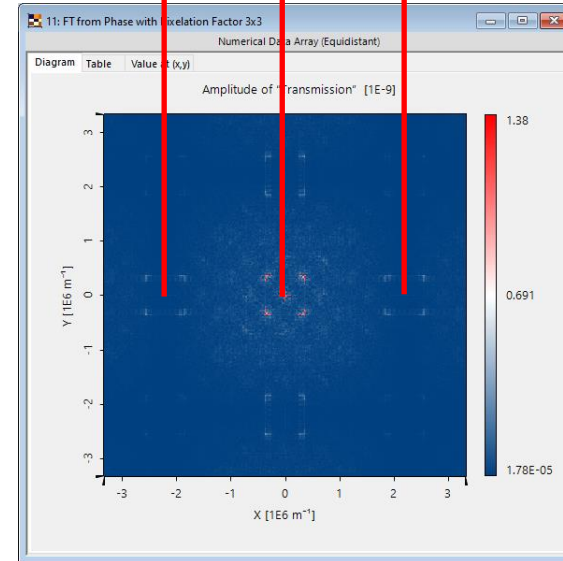 11: FT from Phase with Pixelation Factor 3x3
Numerical Data Array (Equidistant)
Diagram Table Value at (x,y)
Amplitude of "Transmission" [1E-9]
1.38
0.691
1.78E-05
Y [1E6 m⁻¹]
3
2
1
0
-1
-2
-3
-3 -2 -1 0 1 2 3
X [1E6 m⁻¹]